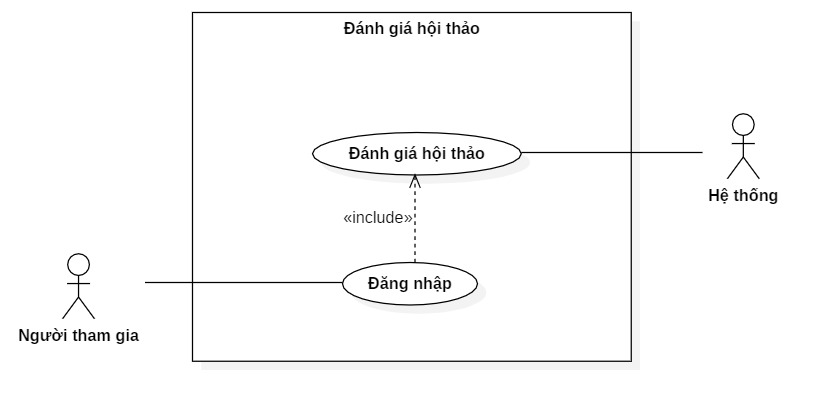 Đánh giá hội thảo
Đánh giá hội thảo
Hệ thống
«include»
Đăng nhập
Người tham gia